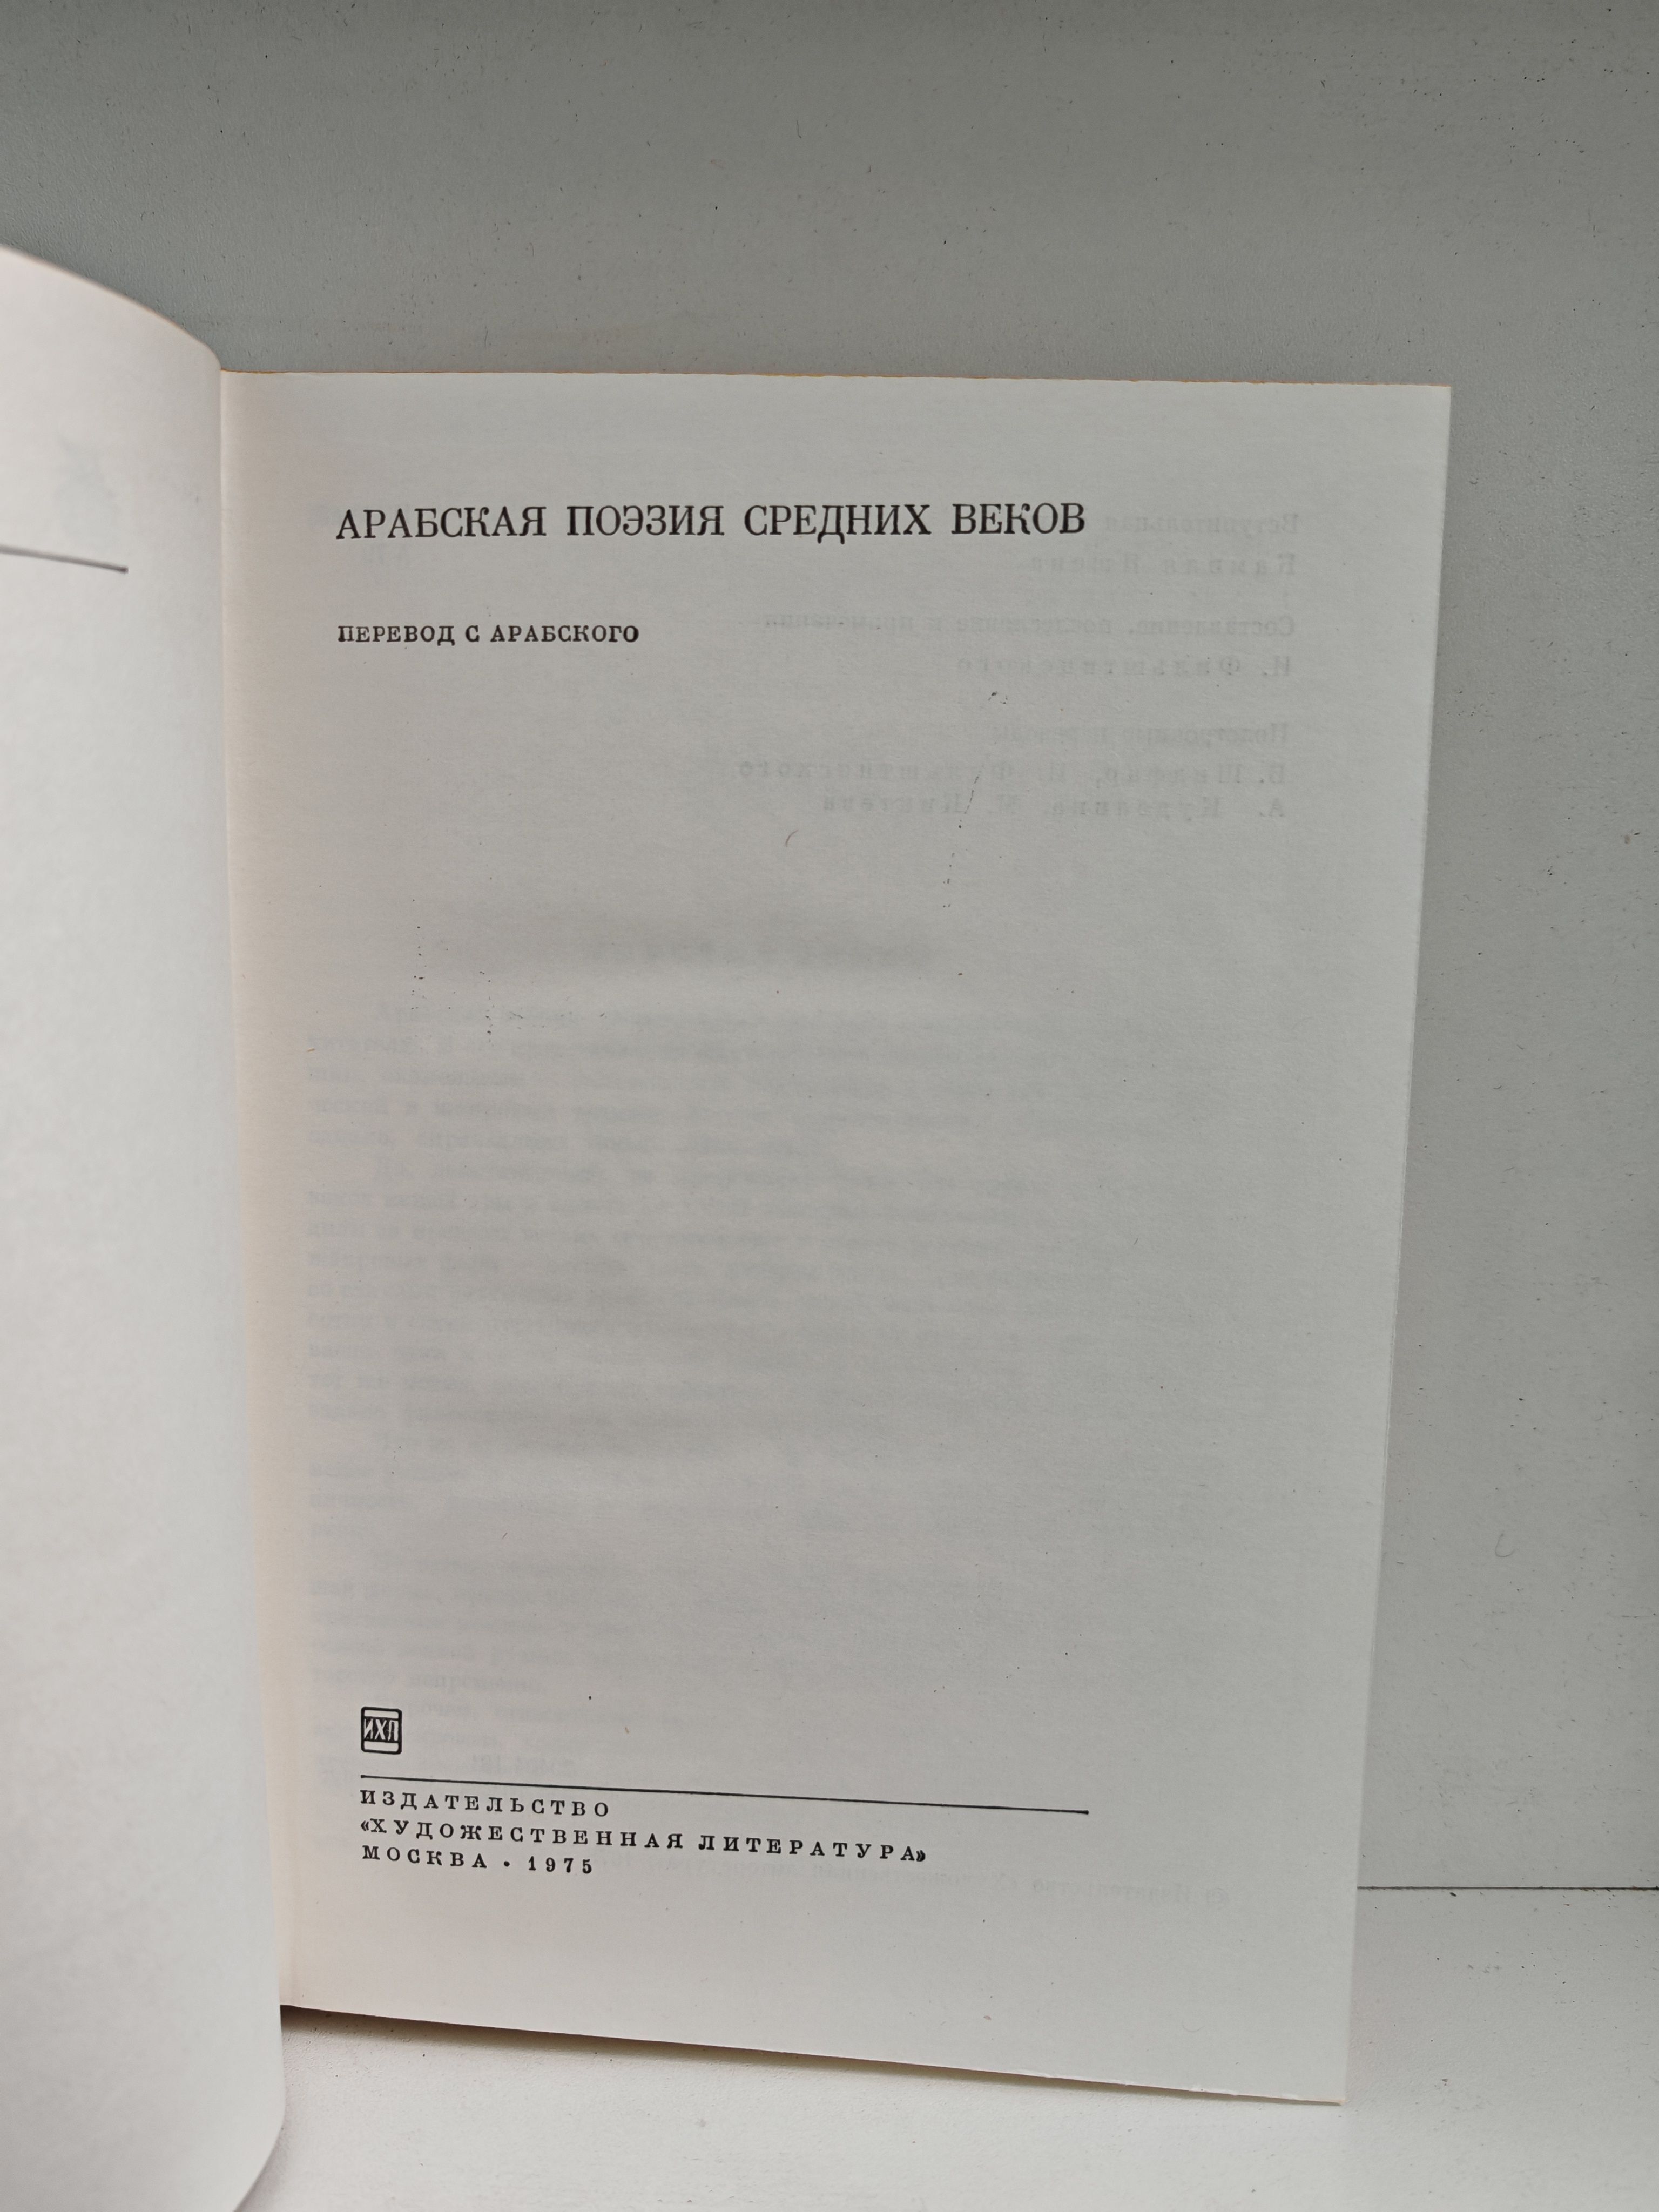 АРАБСКАЯ ПОЭЗИЯ СРЕДНИХ ВЕКОВ
ПЕРЕВОД С АРАБСКОГО
ИХЛ
ИЗДАТЕЛЬСТВО
«ХУДОЖЕСТВЕННАЯ ЛИТЕРАТУРА»
МОСКВА • 1975